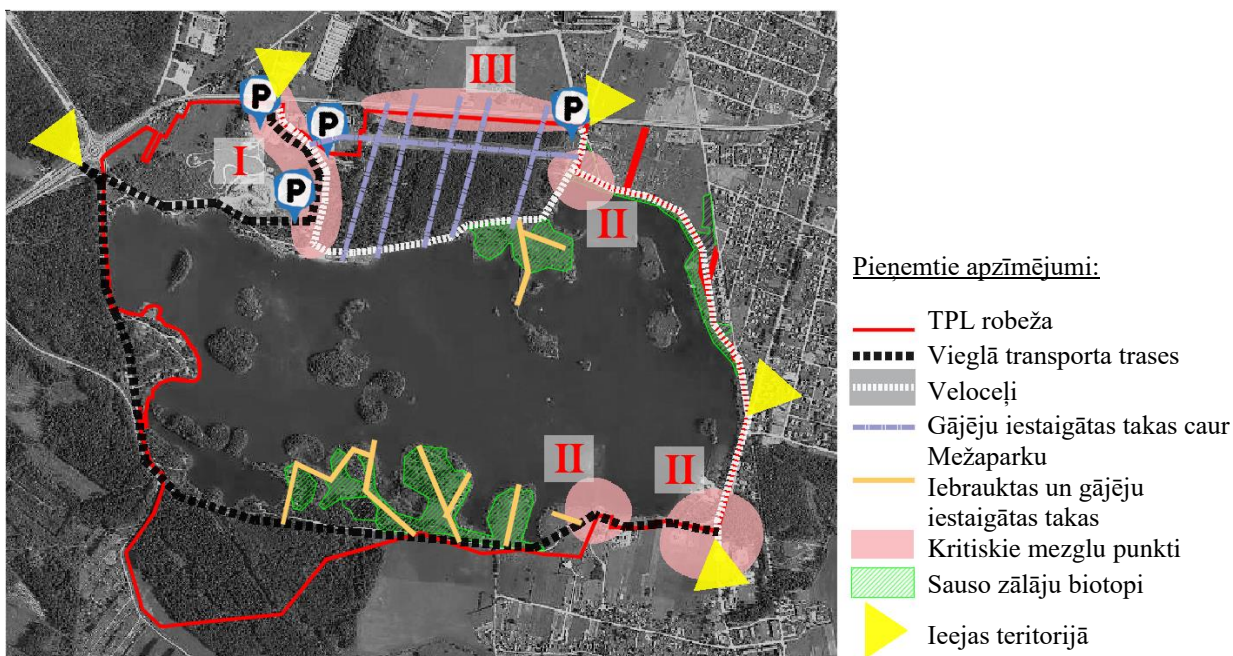 P
III
P
P
I
P
II
II
II
Pieņemtie apzīmējumi:
TPL robeža
Vieglā transporta trases
Veloceļi
Gājēju iestaigātas takas caur
Mežaparku
Iebrauktas un gājēju
iestaigātas takas
Kritiskie mezglu punkti
Sauso zālāju biotopi
Ieejas teritorijā